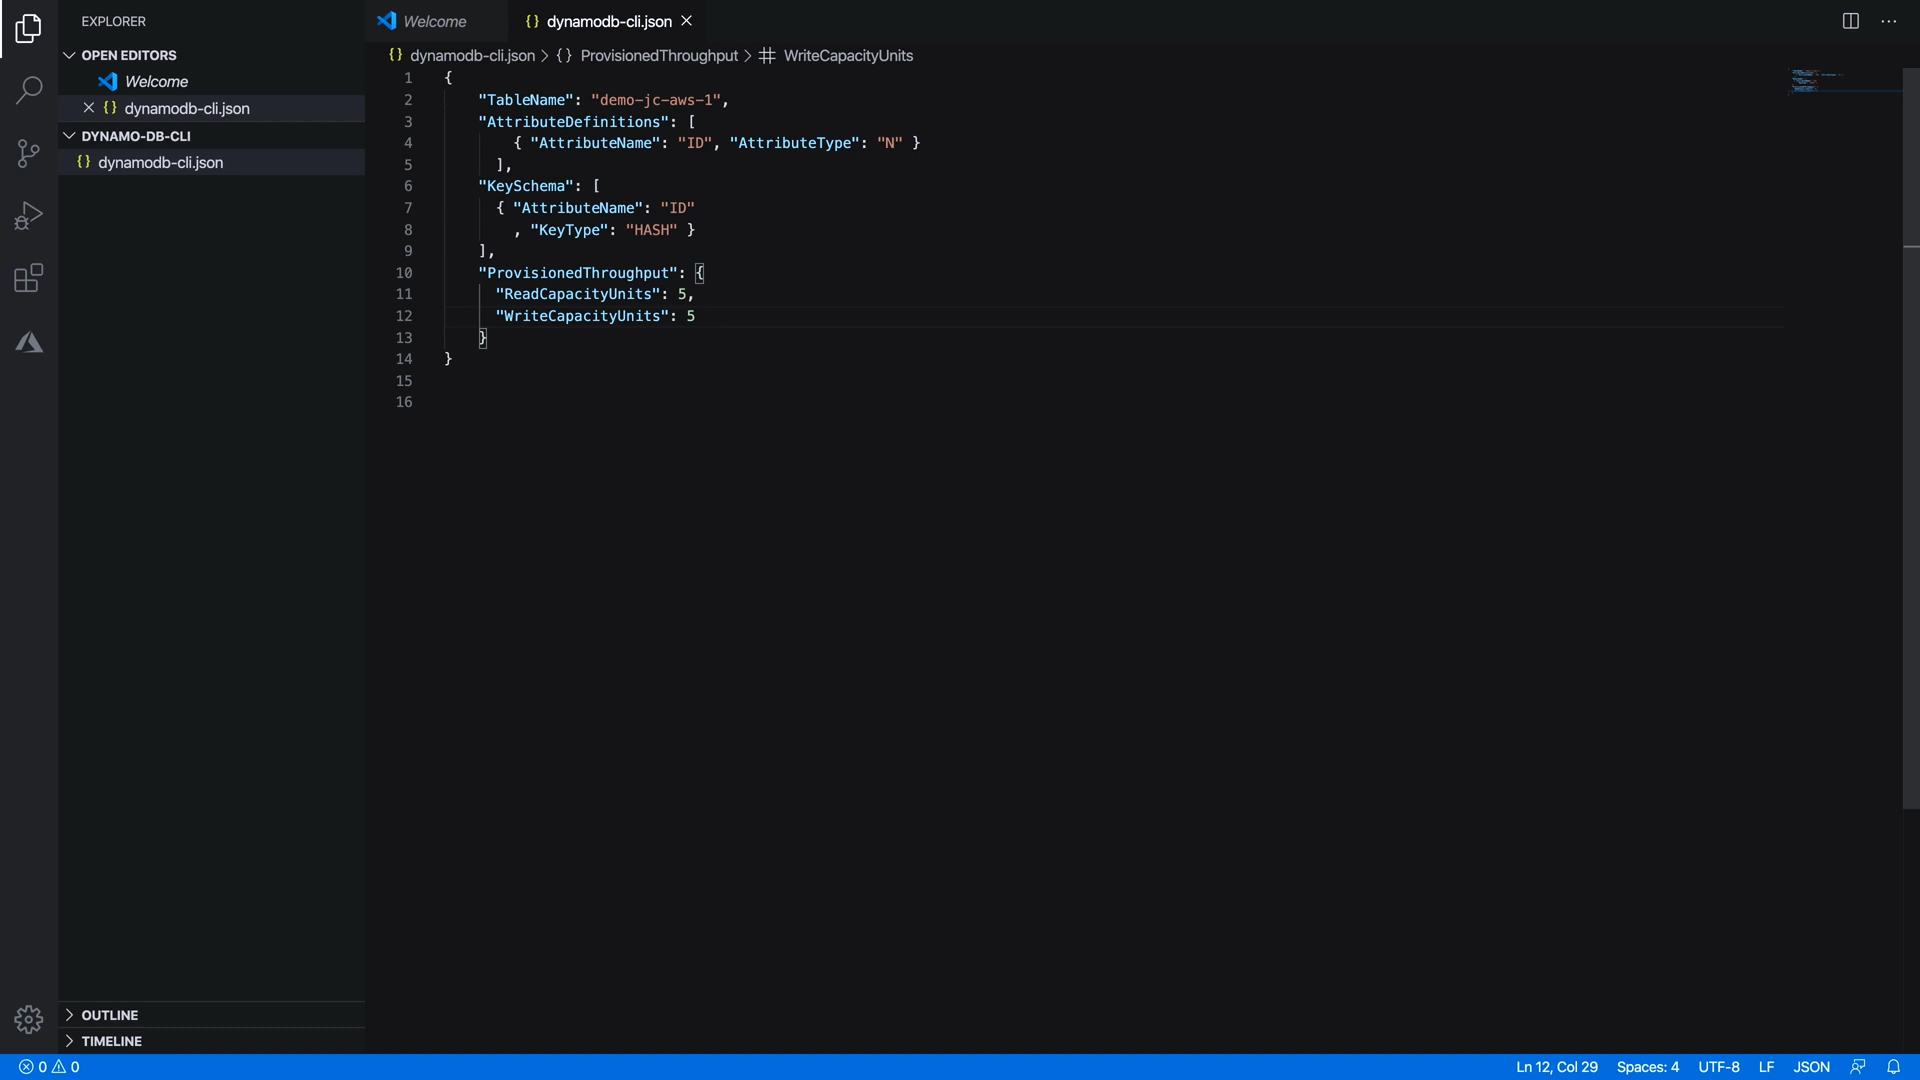 EXPLORER
OPEN EDITORS
Welcome
dynamodb-cli.json
DYNAMO-DB-CLI
dynamodb-cli.json
OUTLINE
TIMELINE
Welcome
{} dynamodb-cli.json
{} dynamodb-cli.json > {} ProvisionedThroughput > # WriteCapacityUnits
1 {
2 "TableName": "demo-jc-aws-1",
3 "AttributeDefinitions": [
4 { "AttributeName": "ID", "AttributeType": "N" }
5 ],
6 "KeySchema": [
7 { "AttributeName": "ID"
8 , "KeyType": "HASH" }
9 ],
10 "ProvisionedThroughput": {
11 "ReadCapacityUnits": 5,
12 "WriteCapacityUnits": 5
13 }
14 }
15
16
0 0
Ln 12, Col 29 Spaces: 4 UTF-8 LF JSON